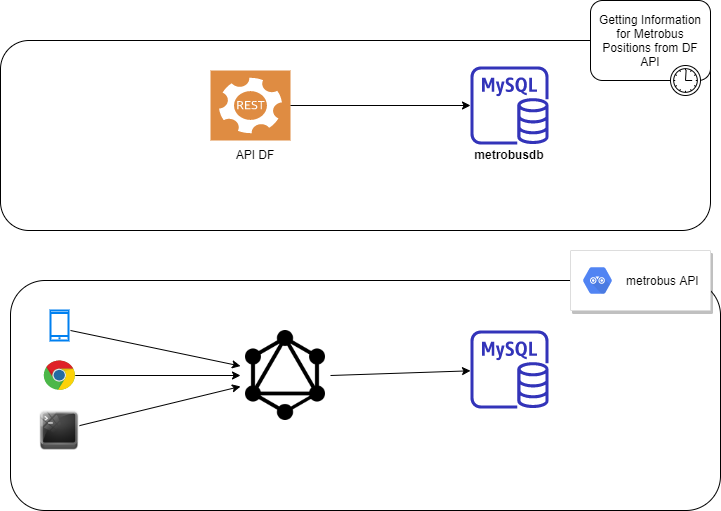 Getting Information
for Metrobus
Positions from DF
API
REST
MySQL
API DF
metrobusdb
metrobus API
MySQL